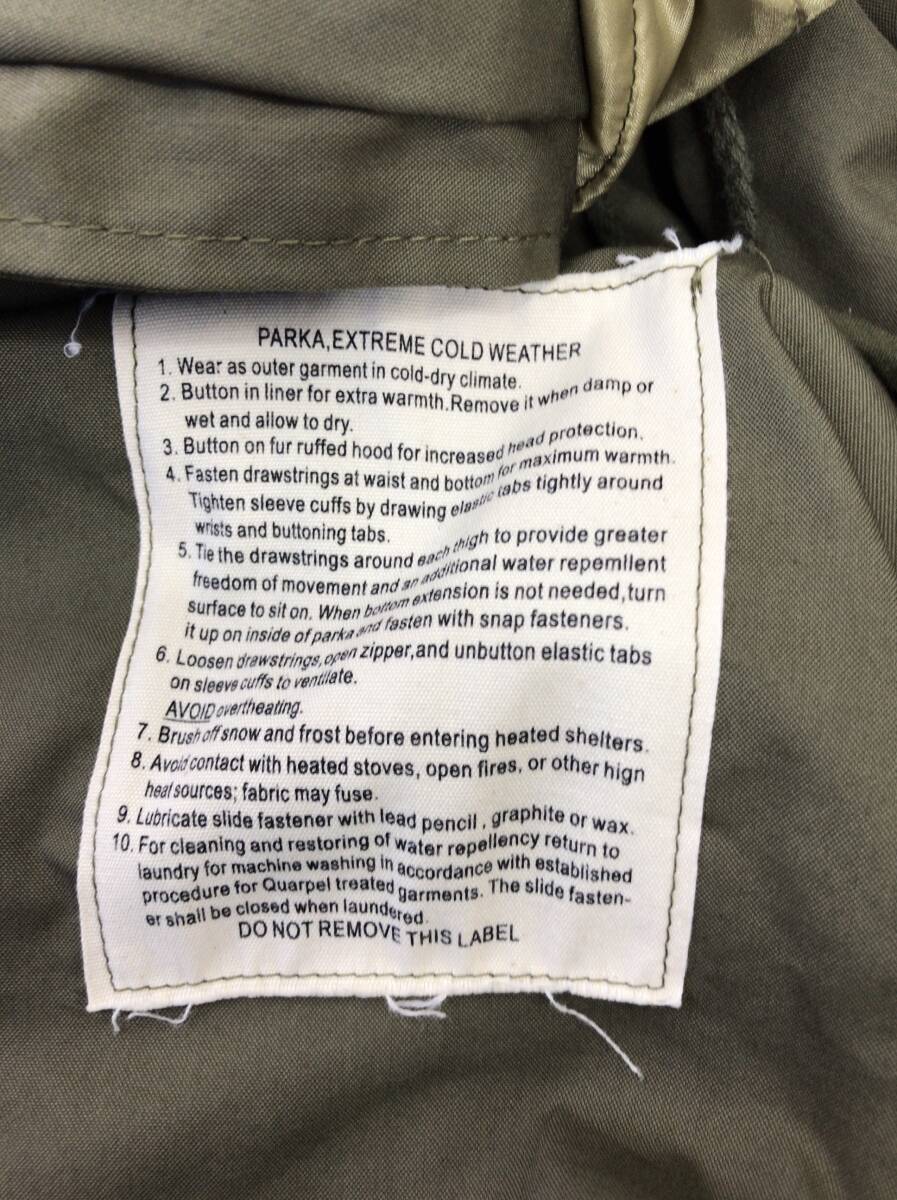 PARKA,EXTREME COLD WEATHER
1. Wear as outer garment in cold-dry climate.
2. Button in liner for extra warmth.Remove it when damp or
wet and allow to dry.
3. Button on fur ruffed hood for increased head protection.
4. Fasten drawstrings at waist and bottom for maximum warmth.
Tighten sleeve cuffs by drawing elastic tabs tightly around
wrists and buttoning tabs.
5. Tie the drawstrings around each thigh to provide greater
freedom of movement and an additional water repemllent
surface to sit on. When bottom extension is not needed,turn
it up on inside of parka and fasten with snap fasteners.
6. Loosen drawstrings,open zipper,and unbutton elastic tabs
on sleeve cuffs to ventilate.
AVOID overtheating.
7. Brush off snow and frost before entering heated shelters.
8. Avoid contact with heated stoves, open fires, or other hign
heat sources; fabric may fuse.
9. Lubricate slide fastener with lead pencil, graphite or wax.
10. For cleaning and restoring of water repellency return to
laundry for machine washing in accordance with established
procedure for Quarpel treated garments. The slide fasten-
er shall be closed when laundered.
DO NOT REMOVE THIS LABEL